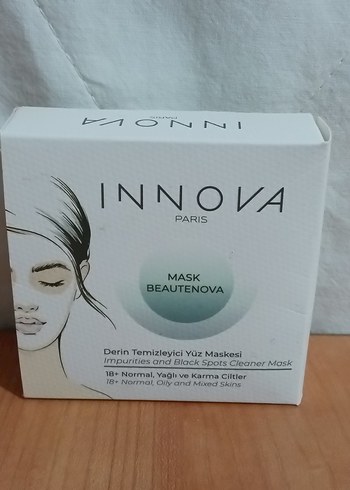 INNOVA
PARIS
INNOVA
PARIS
MASK
BEAUTENOVA
Derin Temizleyici Yüz Maskesi
Impurities and Black Spots Cleaner Mask
18+ Normal, Yağlı ve Karma Ciltler
18+ Normal, Oily and Mixed Skins